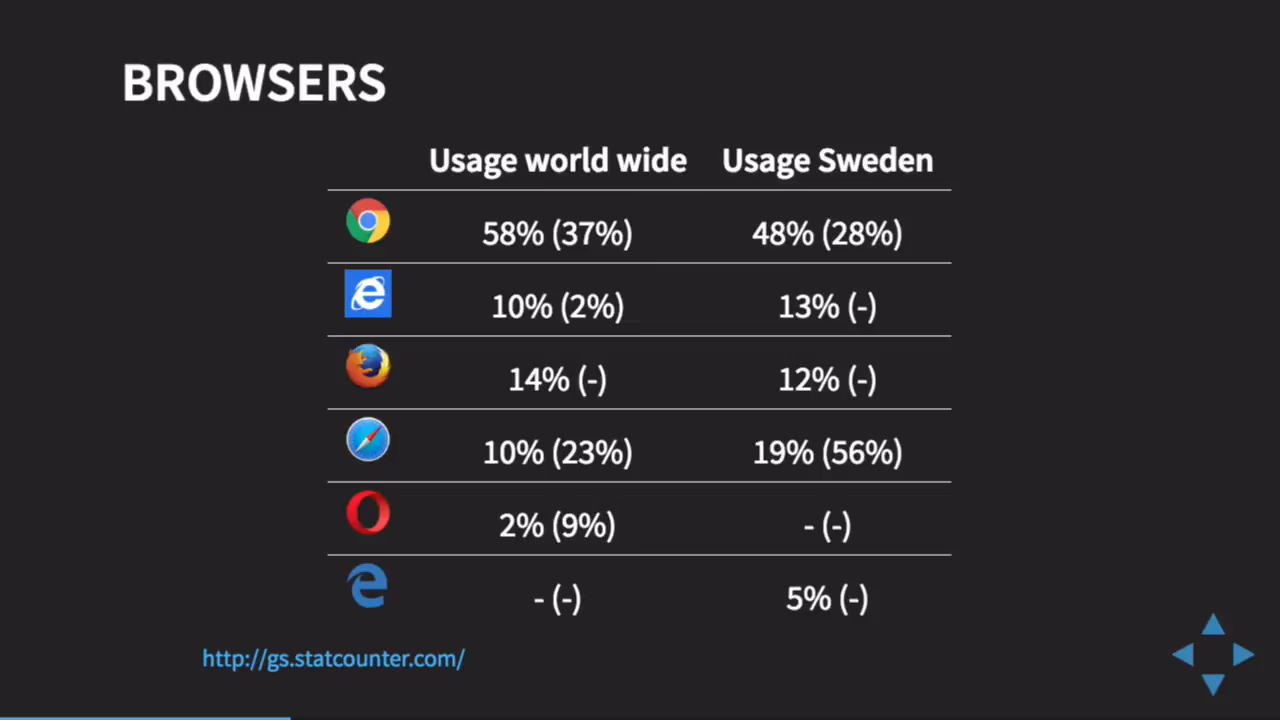 BROWSERS
Usage world wide Usage Sweden
58% (37%) 48% (28%)
10% (2%) 13% (-)
14% (-) 12% (-)
10% (23%) 19% (56%)
2% (9%) - (-)
- (-) 5% (-)
http://gs.statcounter.com/